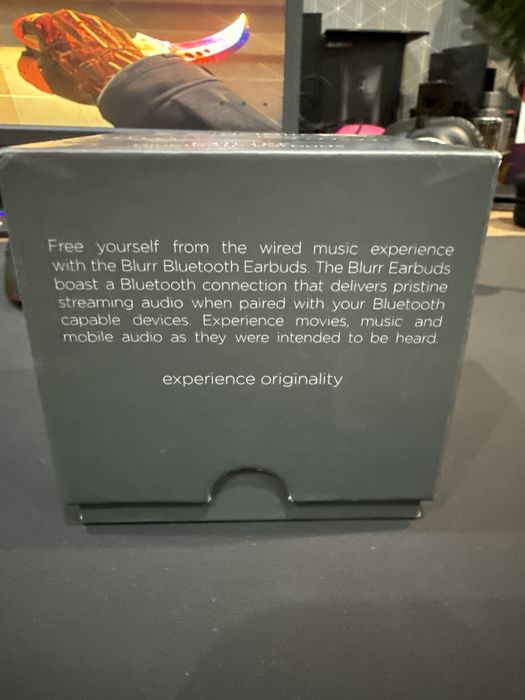 Free yourself from the wired music experience
with the Blurr Bluetooth Earbuds. The Blurr Earbuds
boast a Bluetooth connection that delivers pristine
streaming audio when paired with your Bluetooth
capable devices. Experience movies, music and
mobile audio as they were intended to be heard.
experience originality